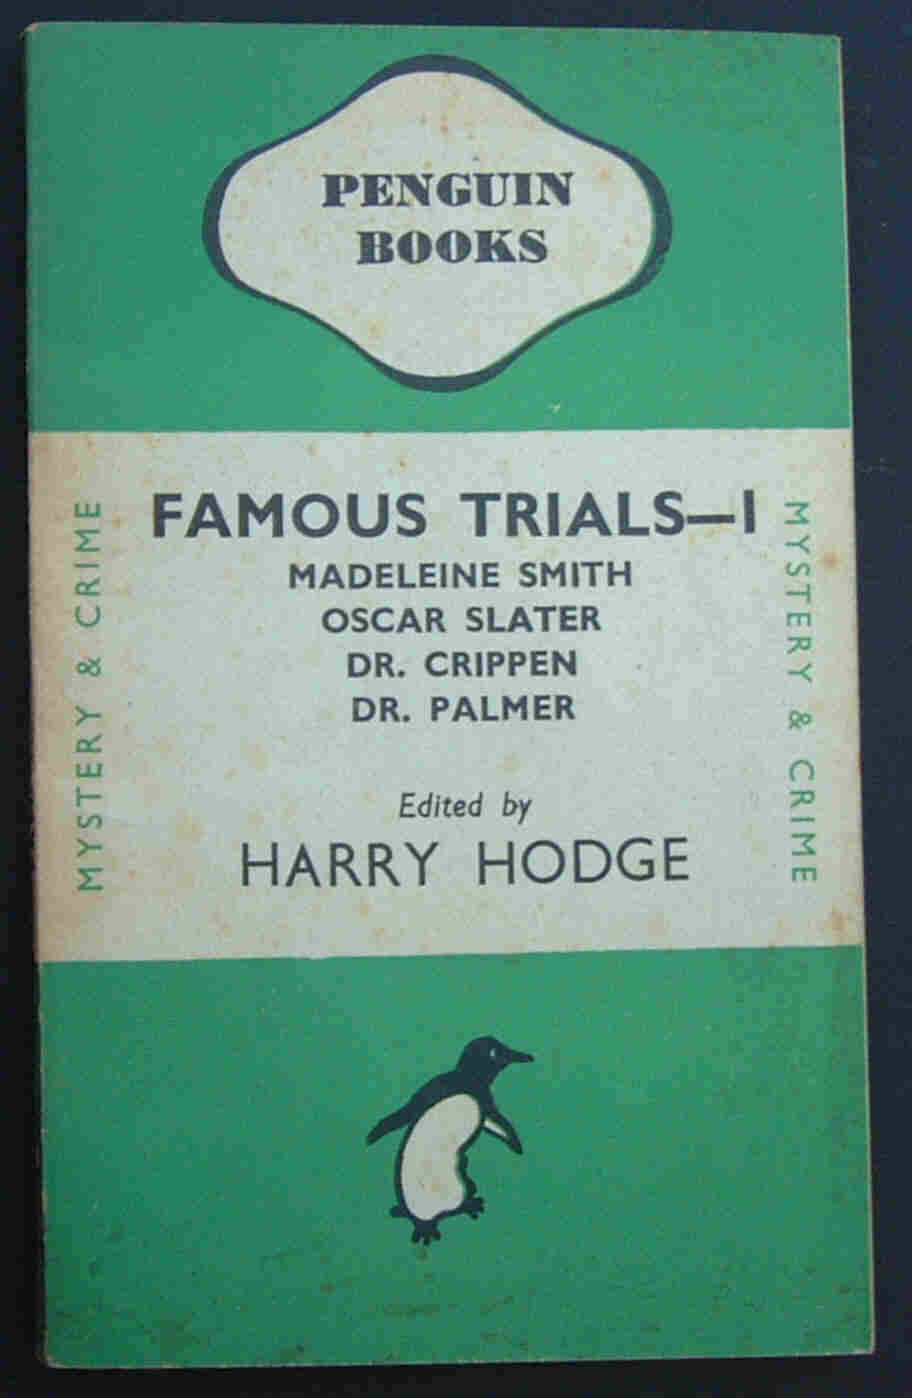 PENGUIN
BOOKS
FAMOUS TRIALS—I
MADELEINE SMITH
OSCAR SLATER
DR. CRIPPEN
DR. PALMER
Edited by
HARRY HODGE
MYSTERY & CRIME
MYSTERY & CRIME